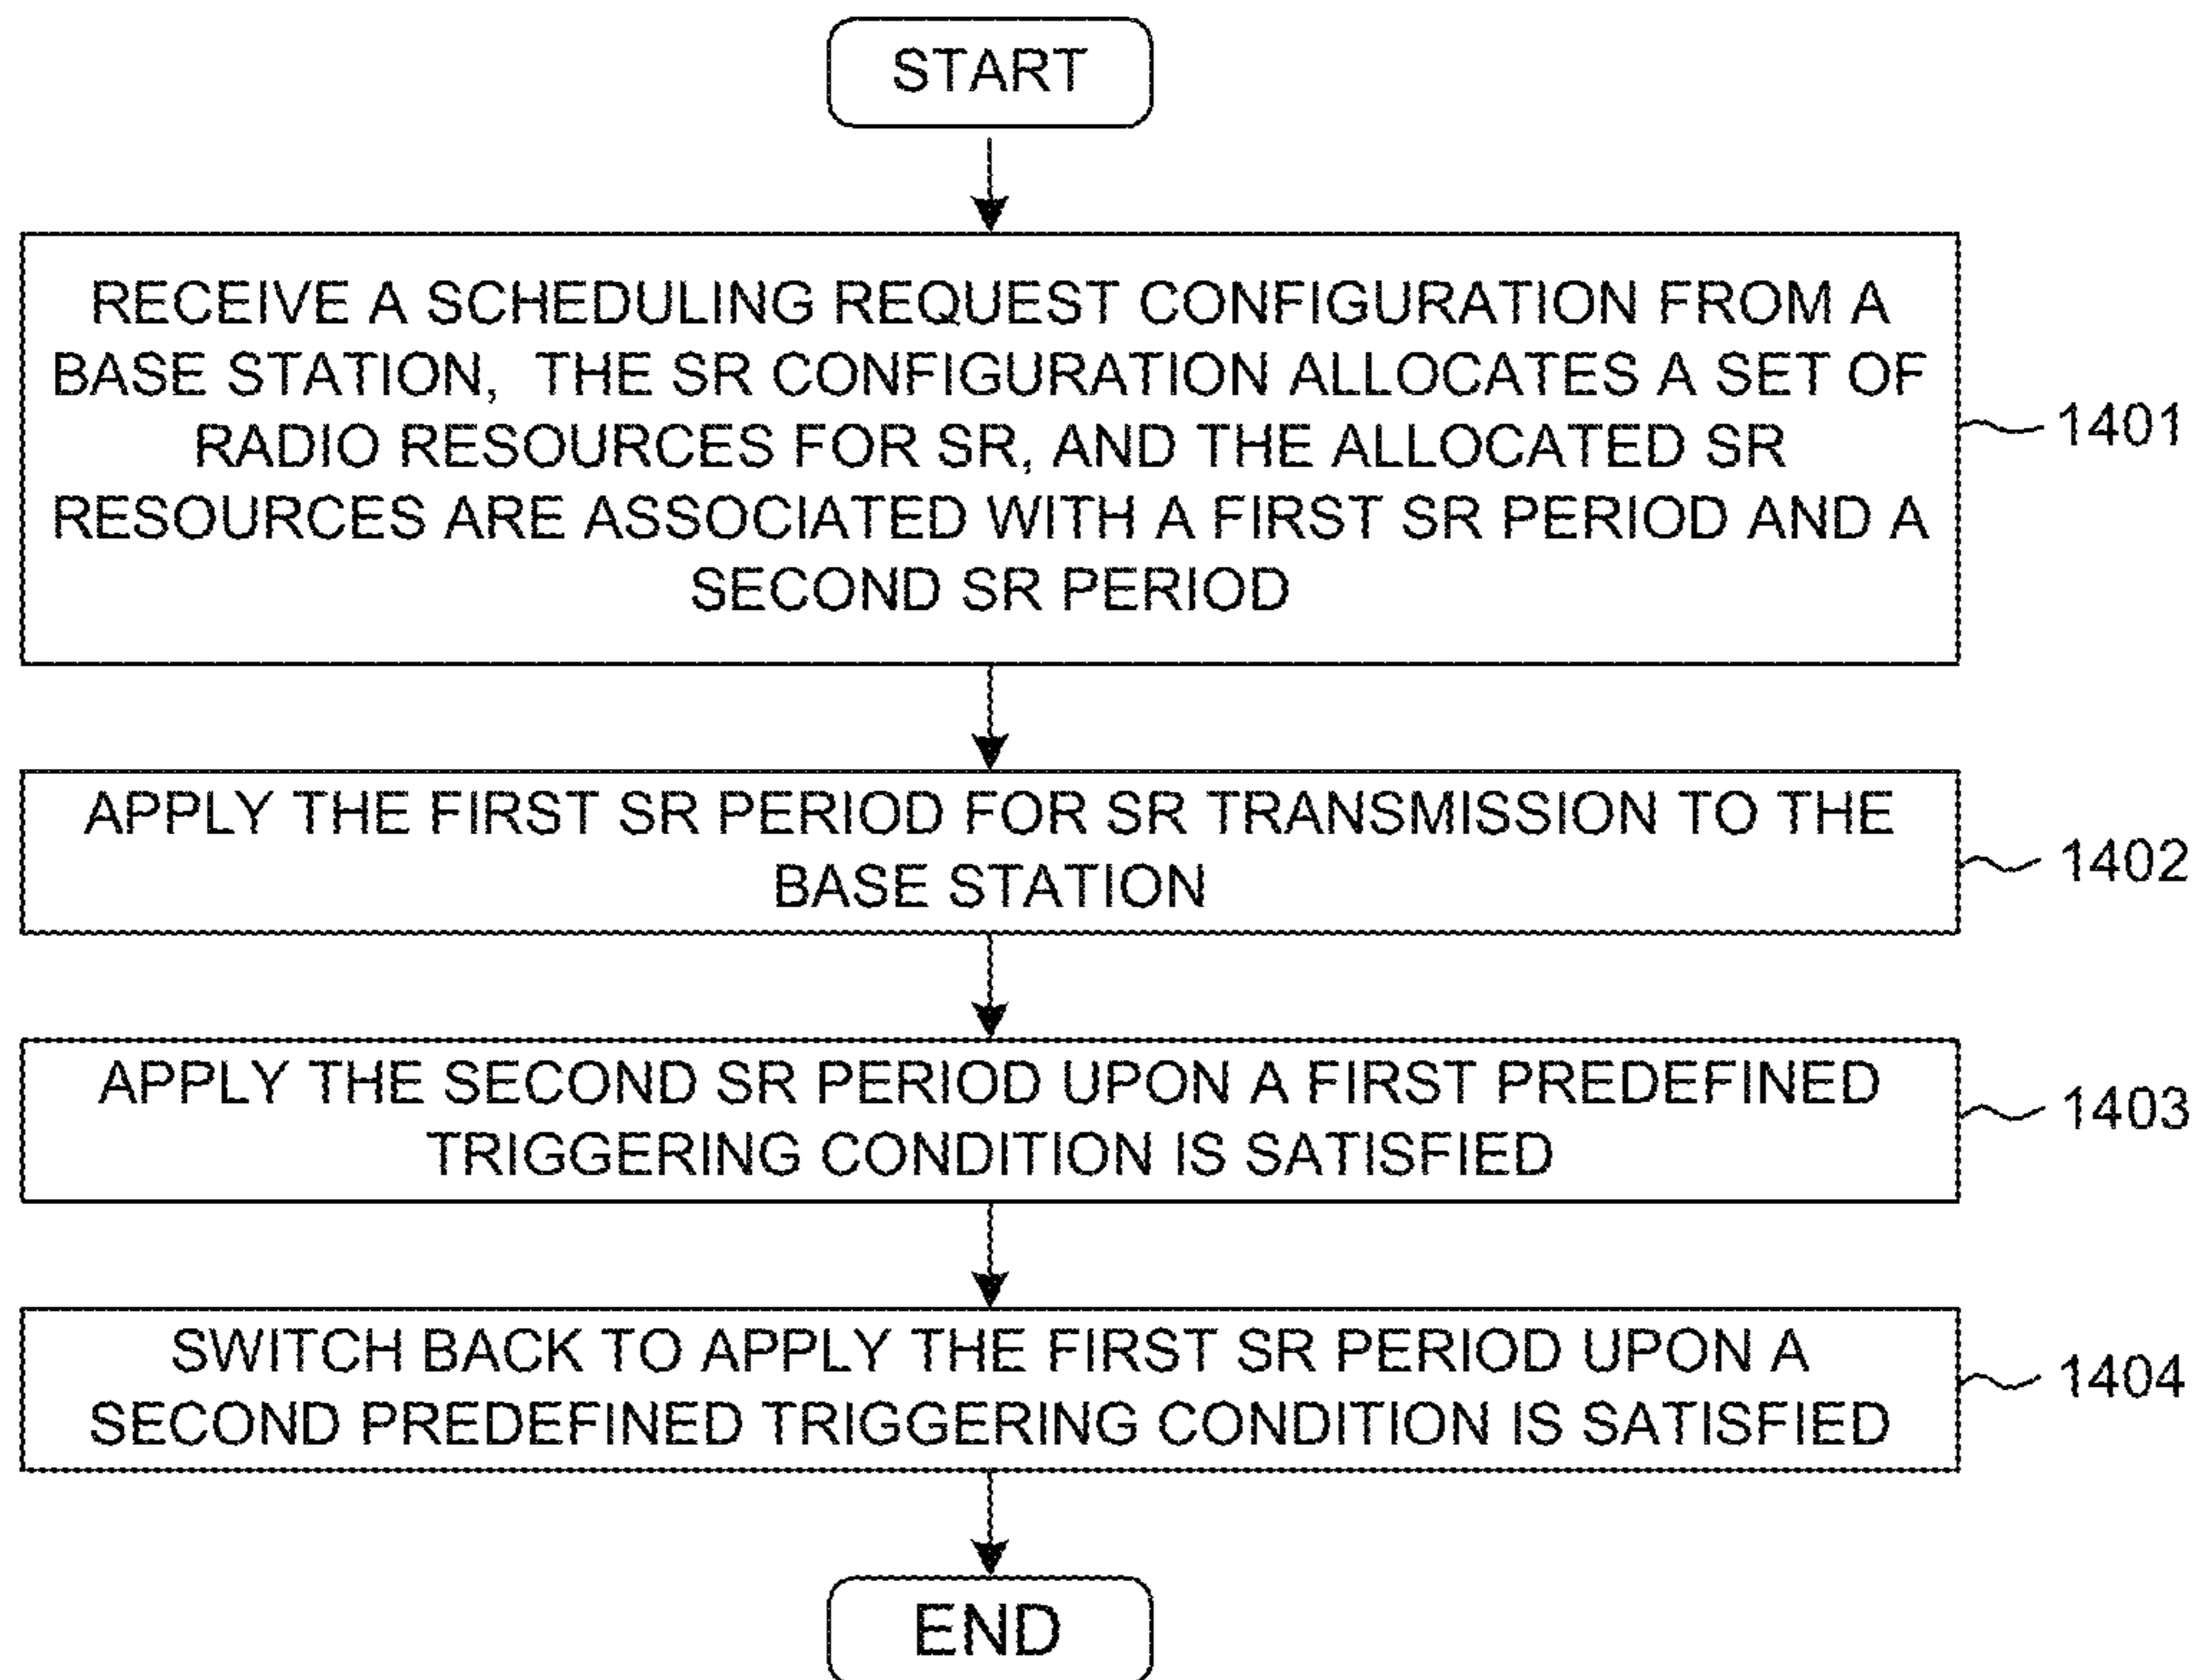 START
RECEIVE A SCHEDULING REQUEST CONFIGURATION FROM A
BASE STATION, THE SR CONFIGURATION ALLOCATES A SET OF
RADIO RESOURCES FOR SR, AND THE ALLOCATED SR
RESOURCES ARE ASSOCIATED WITH A FIRST SR PERIOD AND A
SECOND SR PERIOD
1401
APPLY THE FIRST SR PERIOD FOR SR TRANSMISSION TO THE
BASE STATION
1402
APPLY THE SECOND SR PERIOD UPON A FIRST PREDEFINED
TRIGGERING CONDITION IS SATISFIED
1403
SWITCH BACK TO APPLY THE FIRST SR PERIOD UPON A
SECOND PREDEFINED TRIGGERING CONDITION IS SATISFIED
1404
END